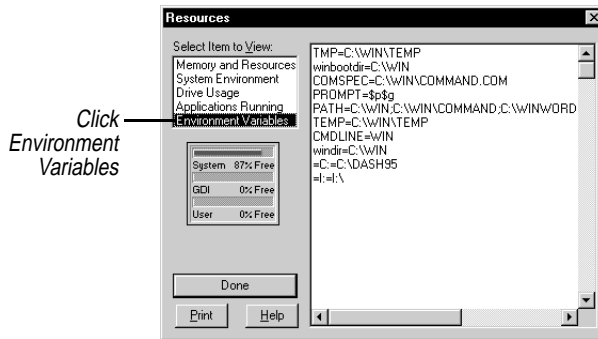 Resources
Select Item to View:
Memory and Resources
System Environment
Drive Usage
Applications Running
Environment Variables
Click
Environment
Variables
System 87% Free
GDI 0% Free
User 0% Free
Done
Print Help
TMP=C:\WIN\TEMP
winbootdir=C:\WIN
COMSPEC=C:\WIN\COMMAND.COM
PROMPT=$p$g
PATH=C:\WIN;C:\WIN\COMMAND;C:\WINWORD
TEMP=C:\WIN\TEMP
CMDLINE=WIN
windir=C:\WIN
=C:=C:\DASH95
=I:=I:\